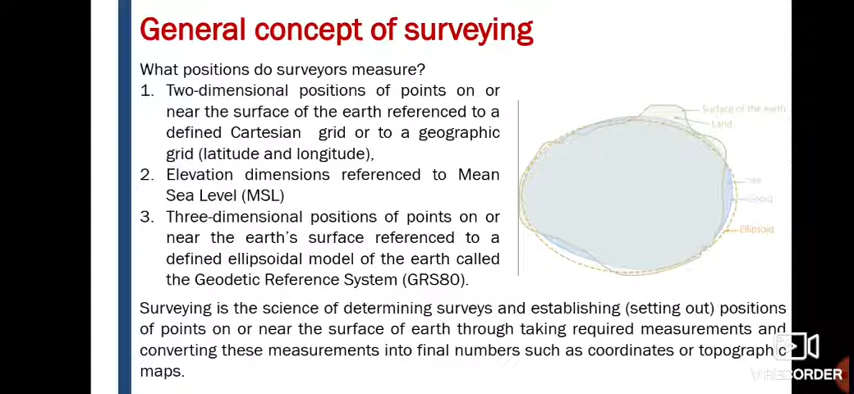 General concept of surveying
What positions do surveyors measure?
1. Two-dimensional positions of points on or
near the surface of the earth referenced to a
defined Cartesian grid or to a geographic
grid (latitude and longitude),
2. Elevation dimensions referenced to Mean
Sea Level (MSL)
3. Three-dimensional positions of points on or
near the earth's surface referenced to a
defined ellipsoidal model of the earth called
the Geodetic Reference System (GRS80).
Surface of the earth
Land
Geoid
Ellipsoid
Surveying is the science of determining surveys and establishing (setting out) positions
of points on or near the surface of earth through taking required measurements and
converting these measurements into final numbers such as coordinates or topographic
maps.